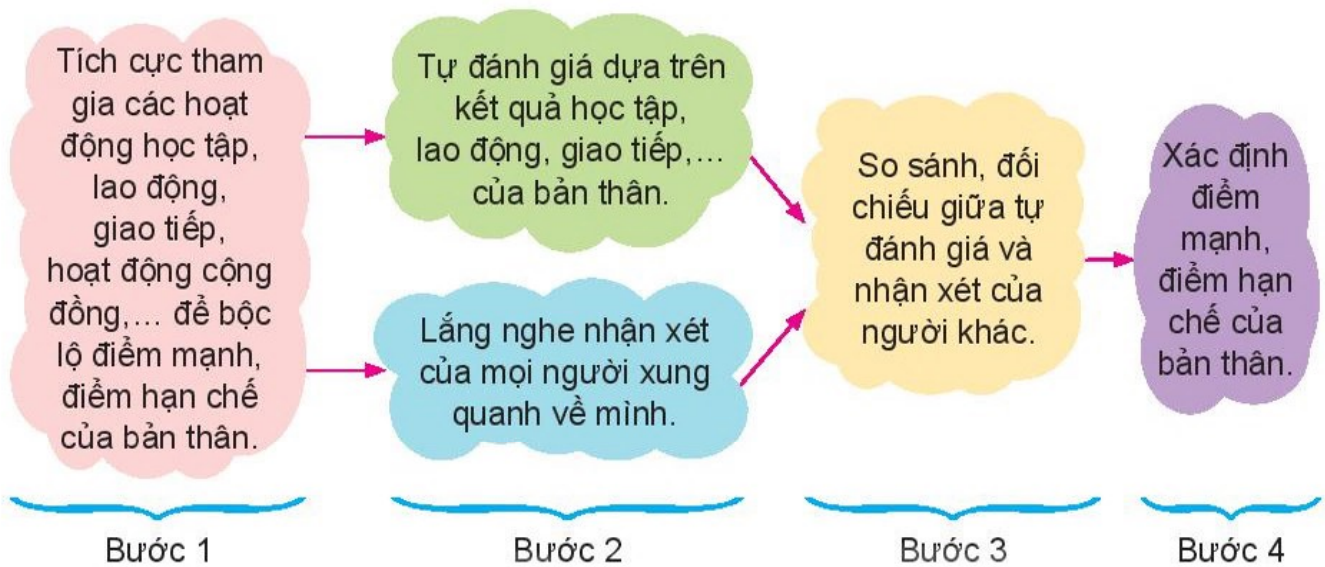 Tích cực tham
gia các hoạt
động học tập,
lao động,
giao tiếp,
hoạt động cộng
đồng,... để bộc
lộ điểm mạnh,
điểm hạn chế
của bản thân.
Tự đánh giá dựa trên
kết quả học tập,
lao động, giao tiếp,...
của bản thân.
Lắng nghe nhận xét
của mọi người xung
quanh về mình.
So sánh, đối
chiếu giữa tự
đánh giá và
nhận xét của
người khác.
Xác định
điểm
mạnh,
điểm hạn
chế của
bản thân.
Bước 1
Bước 2
Bước 3
Bước 4